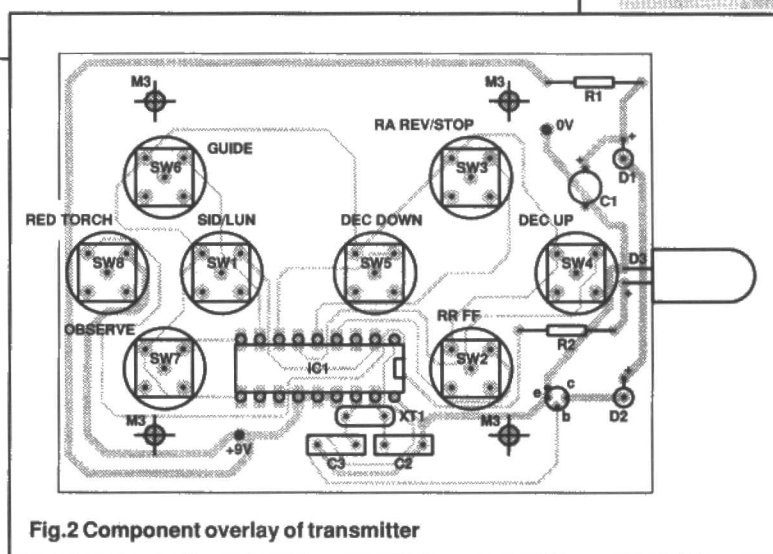 M3
M3
R1
RA REV/STOP
0V
+
GUIDE
SW6
SW3
+
D1
C1
RED TORCH
SID/LUN
DEC DOWN
DEC UP
SW8
SW1
SW5
SW4
D3
+
OBSERVE
RR FF
R2
SW7
IC1
SW2
+
e
c
b
D2
XT1
M3
M3
+9V
C3
C2
Fig.2 Component overlay of transmitter